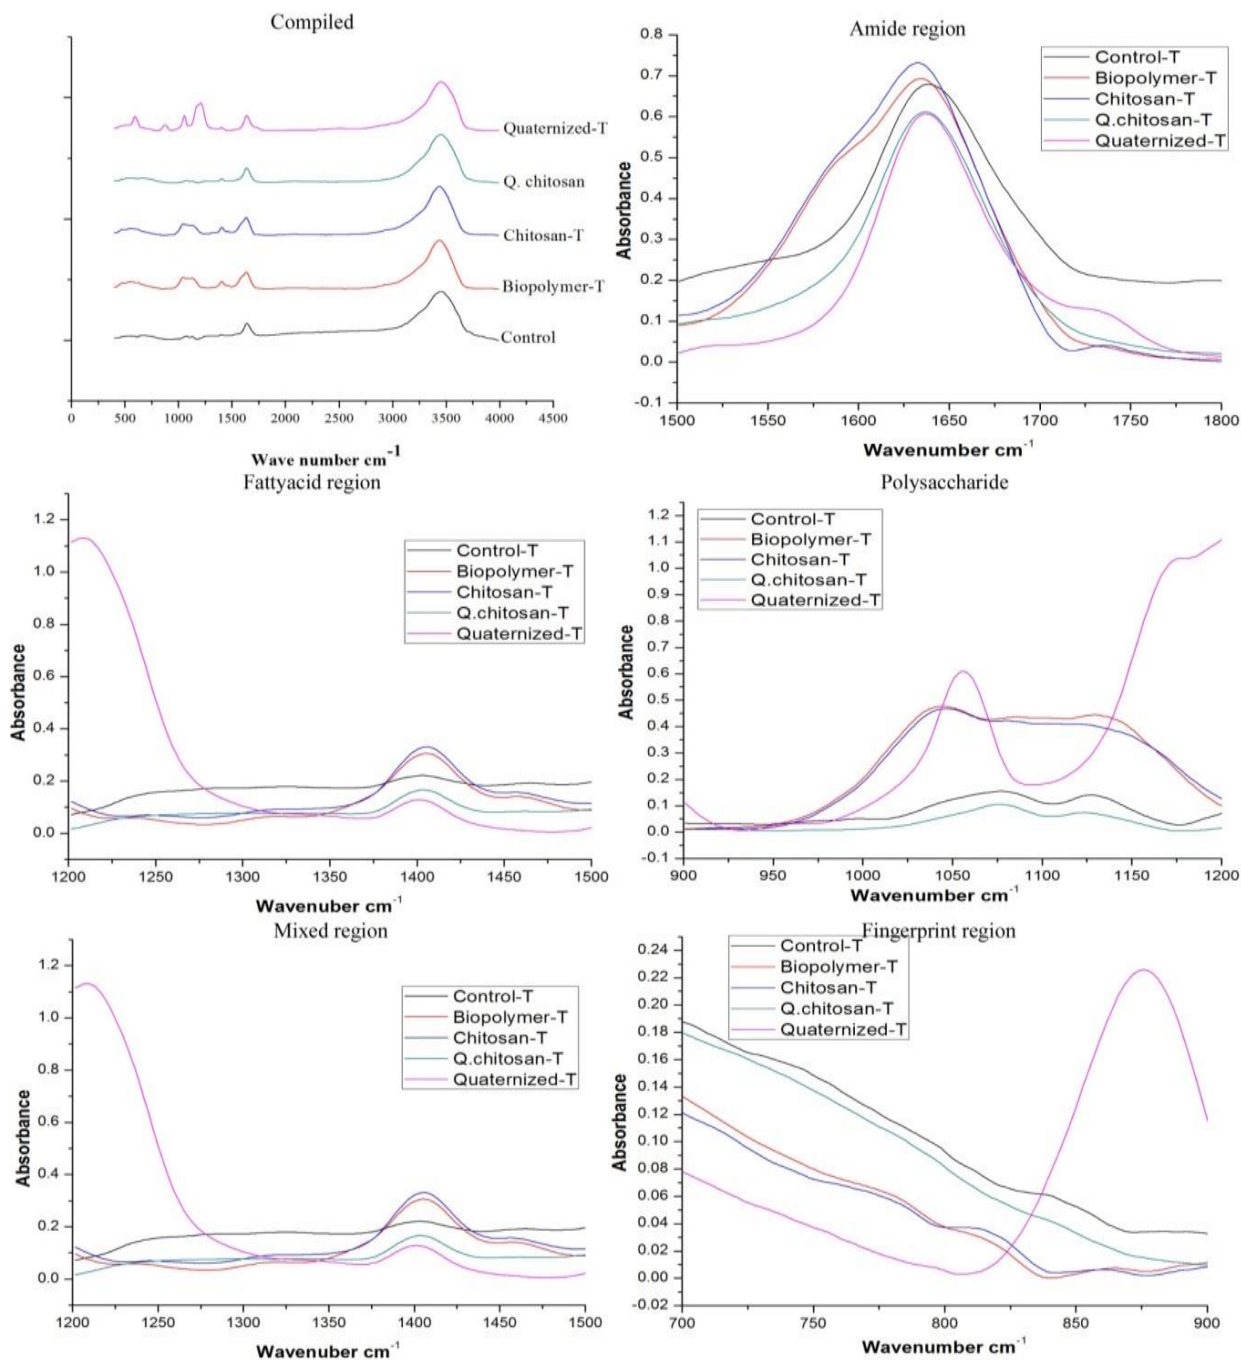 Compiled
Quaternized-T
Q. chitosan
Chitosan-T
Biopolymer-T
Control
0 500 1000 1500 2000 2500 3000 3500 4000 4500
Wave number cm-1
Amide region
Control-T
Biopolymer-T
Chitosan-T
Q.chitosan-T
Quaternized-T
0.8
0.7
0.6
0.5
0.4
0.3
0.2
0.1
0.0
-0.1
Absorbance
1500 1550 1600 1650 1700 1750 1800
Wavenumber cm-1
Fattyacid region
Control-T
Biopolymer-T
Chitosan-T
Q.chitosan-T
Quaternized-T
1.2
1.0
0.8
0.6
0.4
0.2
0.0
Absorbance
1200 1250 1300 1350 1400 1450 1500
Wavenuber cm-1
Polysaccharide
Control-T
Biopolymer-T
Chitosan-T
Q.chitosan-T
Quaternized-T
1.2
1.1
1.0
0.9
0.8
0.7
0.6
0.5
0.4
0.3
0.2
0.1
0.0
-0.1
Absorbance
900 950 1000 1050 1100 1150 1200
Wavenumber cm-1
Mixed region
Control-T
Biopolymer-T
Chitosan-T
Q.chitosan-T
Quaternized-T
1.2
1.0
0.8
0.6
0.4
0.2
0.0
Absorbance
1200 1250 1300 1350 1400 1450 1500
Wavenuber cm-1
Fingerprint region
Control-T
Biopolymer-T
Chitosan-T
Q.chitosan-T
Quaternized-T
0.24
0.22
0.20
0.18
0.16
0.14
0.12
0.10
0.08
0.06
0.04
0.02
0.00
-0.02
Absorbance
700 750 800 850 900
Wavenumber cm-1